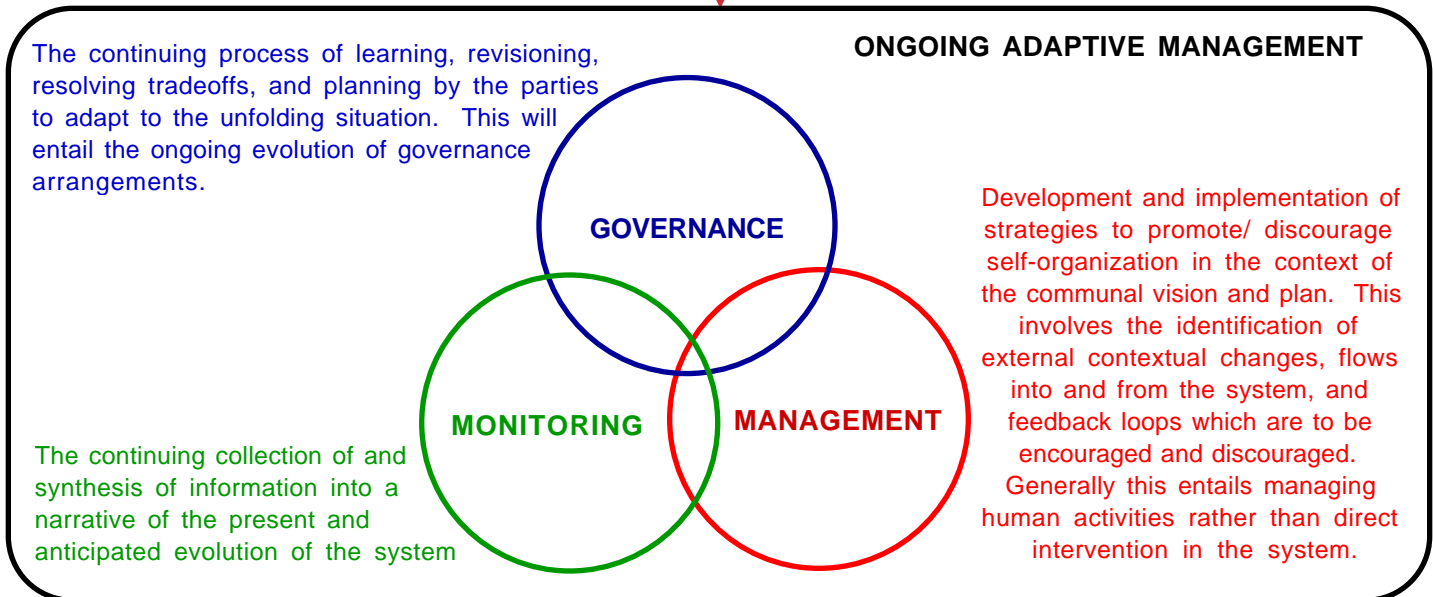 ONGOING ADAPTIVE MANAGEMENT
The continuing process of learning, revisioning,
resolving tradeoffs, and planning by the parties
to adapt to the unfolding situation. This will
entail the ongoing evolution of governance
arrangements.
GOVERNANCE
Development and implementation of
strategies to promote/ discourage
self-organization in the context of
the communal vision and plan. This
involves the identification of
external contextual changes, flows
into and from the system, and
feedback loops which are to be
encouraged and discouraged.
Generally this entails managing
human activities rather than direct
intervention in the system.
MONITORING
MANAGEMENT
The continuing collection of and
synthesis of information into a
narrative of the present and
anticipated evolution of the system